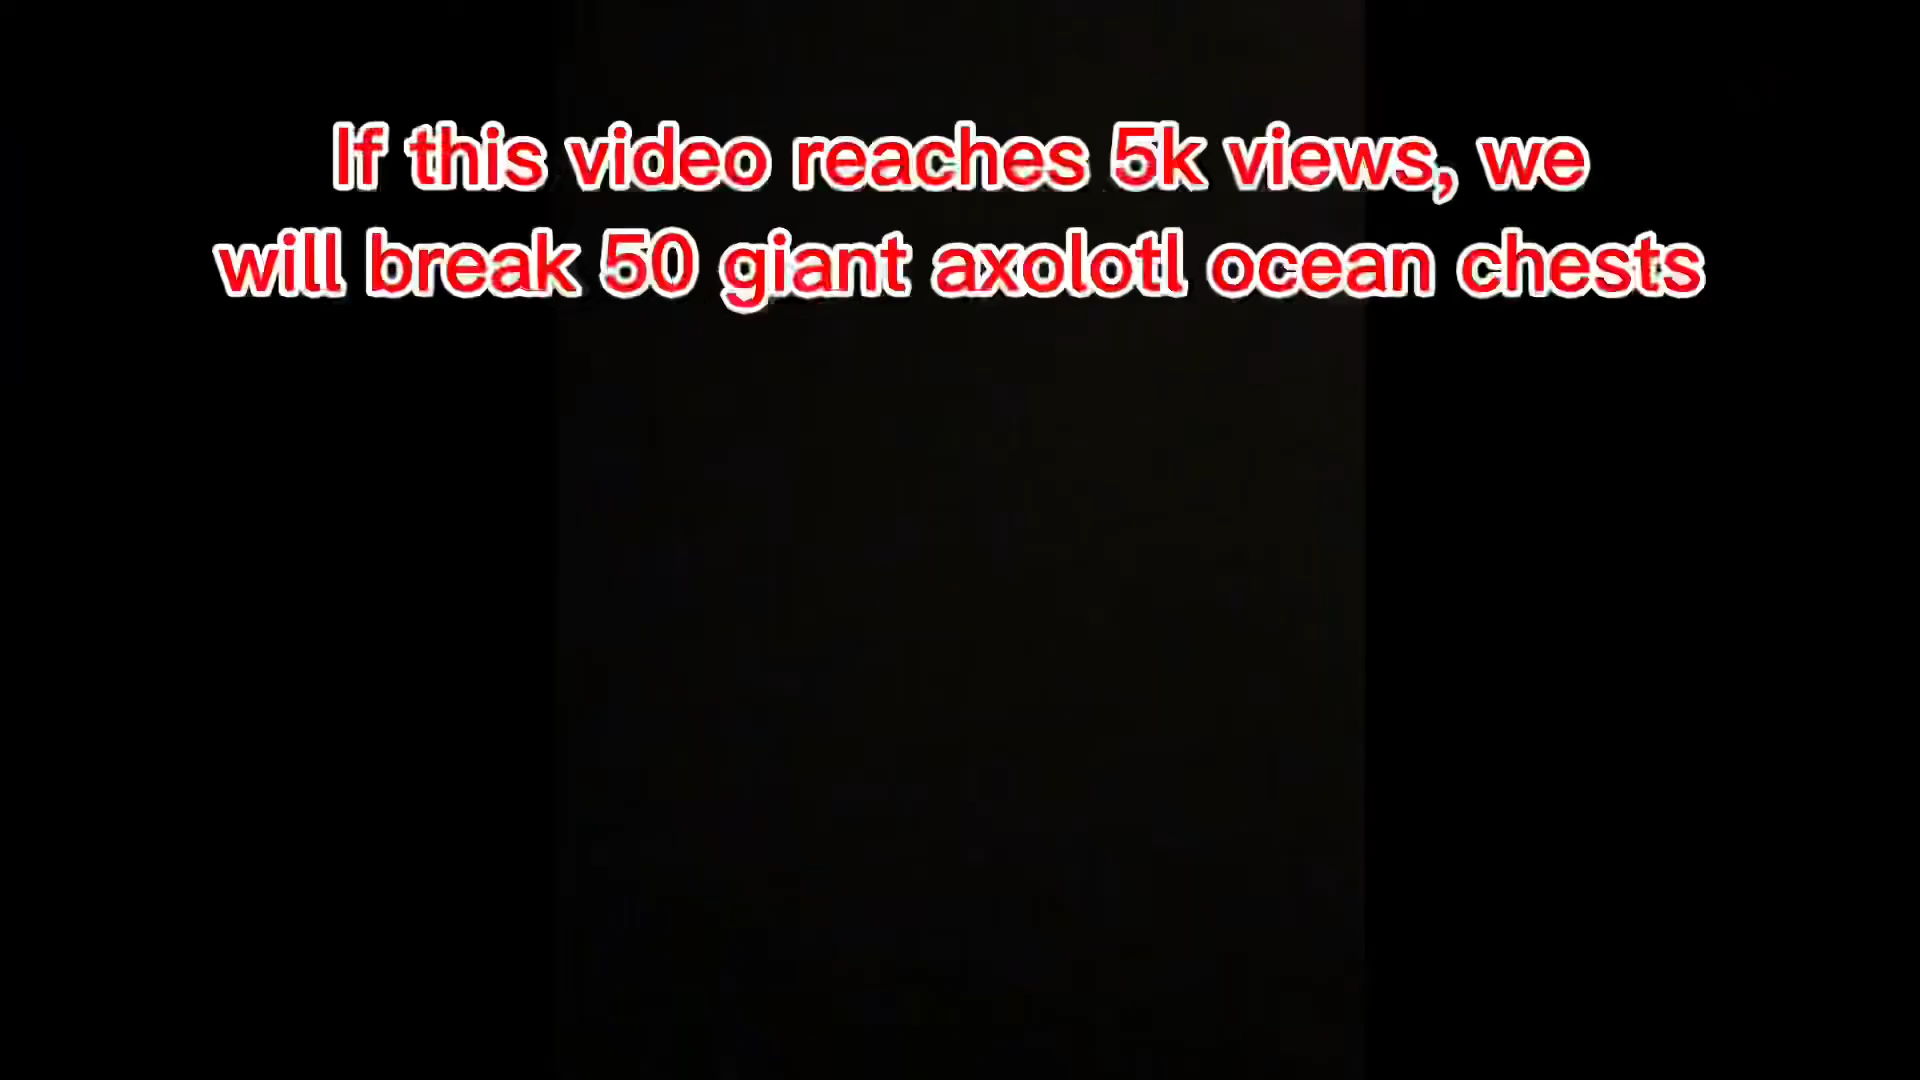 If this video reaches 5k views, we
will break 50 giant axolotl ocean chests